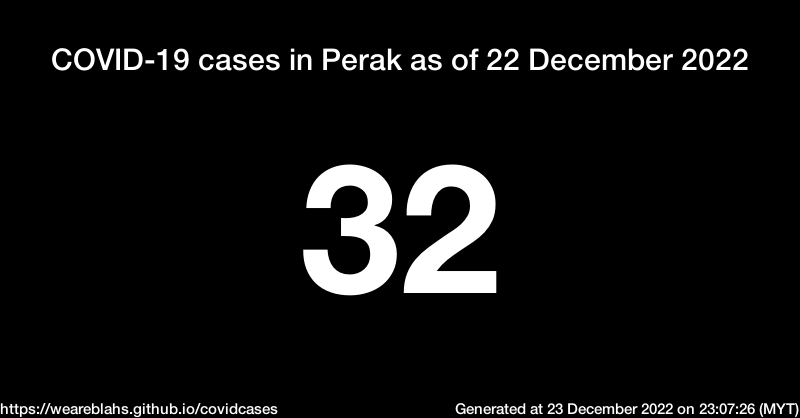 COVID-19 cases in Perak as of 22 December 2022
32
https://weareblahs.github.io/covidcases
Generated at 23 December 2022 on 23:07:26 (MYT)